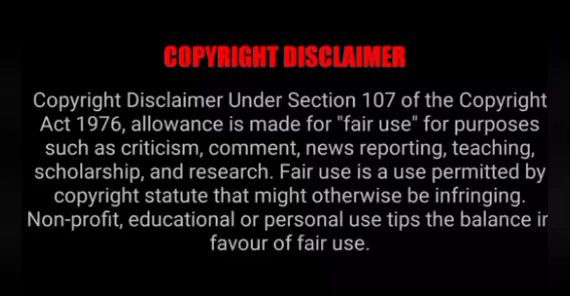 COPYRIGHT DISCLAIMER
Copyright Disclaimer Under Section 107 of the Copyright
Act 1976, allowance is made for "fair use" for purposes
such as criticism, comment, news reporting, teaching,
scholarship, and research. Fair use is a use permitted by
copyright statute that might otherwise be infringing.
Non-profit, educational or personal use tips the balance in
favour of fair use.